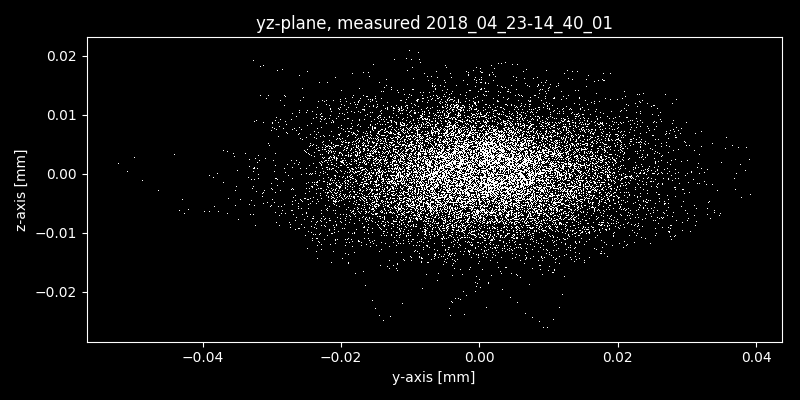 yz-plane, measured 2018_04_23-14_40_01
0.02
0.01
0.00
−0.01
−0.02
z-axis [mm]
−0.04 −0.02 0.00 0.02 0.04
y-axis [mm]